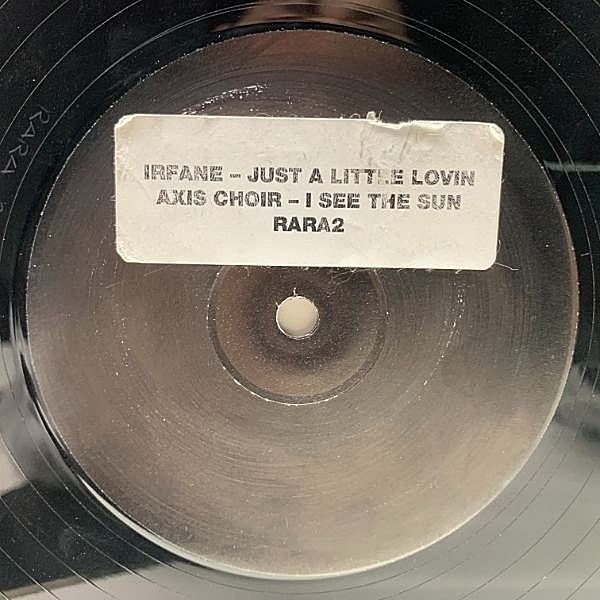 IRFANE - JUST A LITTLE LOVIN
AXIS CHOIR - I SEE THE SUN
RARA2